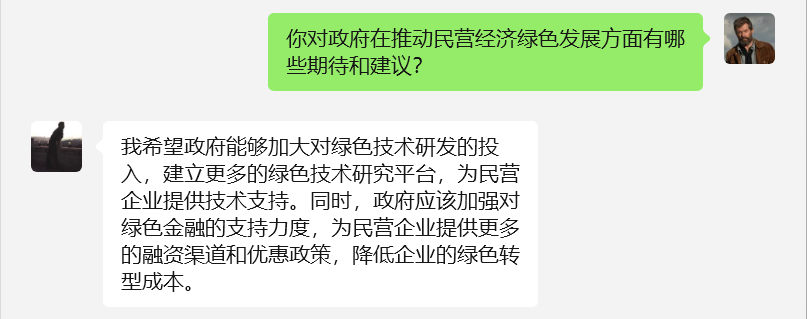 你对政府在推动民营经济绿色发展方面有哪
些期待和建议？
我希望政府能够加大对绿色技术研发的投
入，建立更多的绿色技术研究平台，为民营
企业提供技术支持。同时，政府应该加强对
绿色金融的支持力度，为民营企业提供更多
的融资渠道和优惠政策，降低企业的绿色转
型成本。